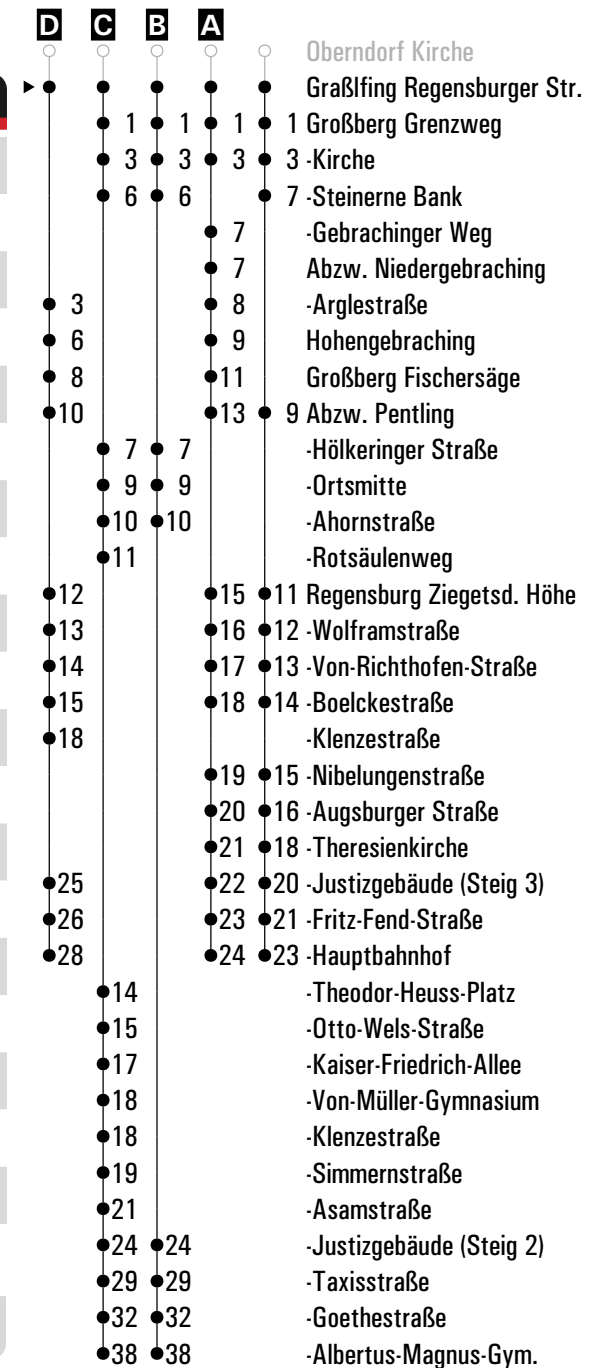 D C B A
Oberndorf Kirche
Graßlfing Regensburger Str.
1 1 1 1 Großberg Grenzweg
3 3 3 3 -Kirche
6 6 7 -Steinerne Bank
7 -Gebrachinger Weg
7 Abzw. Niedergebraching
3 8 -Arglestraße
6 9 Hohengebraching
8 11 Großberg Fischersäge
10 13 9 Abzw. Pentling
7 7 -Hölkeringer Straße
9 9 -Ortsmitte
10 10 -Ahornstraße
11 -Rotsäulenweg
12 15 11 Regensburg Ziegetsd. Höhe
13 16 12 -Wolframstraße
14 17 13 -Von-Richthofen-Straße
15 18 14 -Boelckestraße
18 -Klenzestraße
19 15 -Nibelungenstraße
20 16 -Augsburger Straße
21 18 -Theresienkirche
25 22 20 -Justizgebäude (Steig 3)
26 23 21 -Fritz-Fend-Straße
28 24 23 -Hauptbahnhof
14 -Theodor-Heuss-Platz
15 -Otto-Wels-Straße
17 -Kaiser-Friedrich-Allee
18 -Von-Müller-Gymnasium
18 -Klenzestraße
19 -Simmernstraße
21 -Asamstraße
24 24 -Justizgebäude (Steig 2)
29 29 -Taxisstraße
32 32 -Goethestraße
38 38 -Albertus-Magnus-Gym.